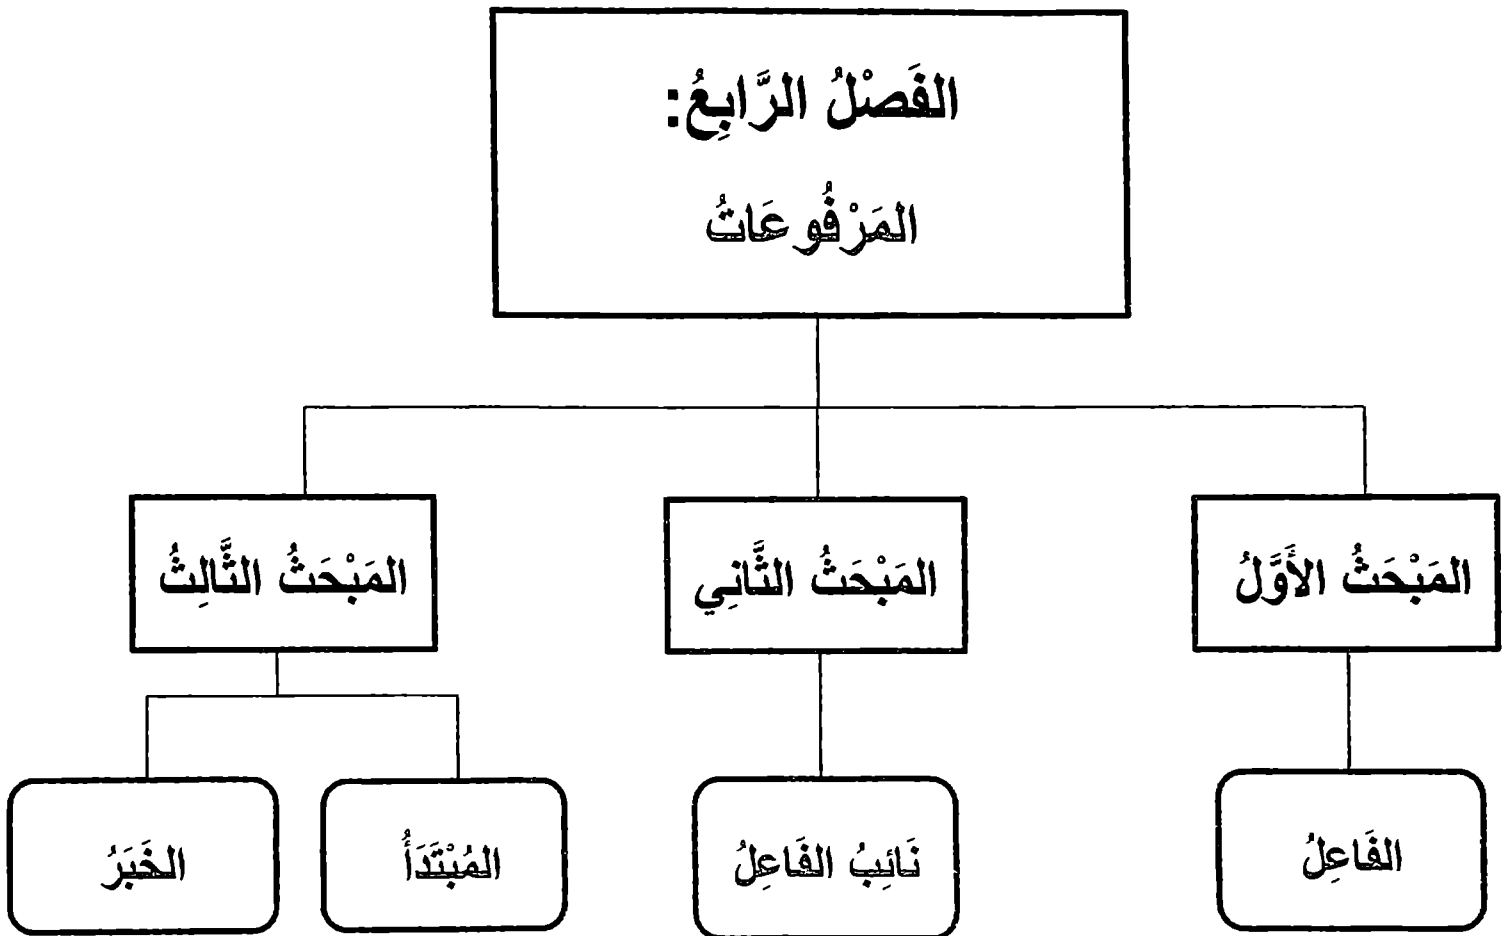 الفَصْلُ الرَّابِعُ:
المَرْفُوعَاتُ
المَبْحَثُ الأَوَّلُ
المَبْحَثُ الثَّانِي
المَبْحَثُ الثَّالِثُ
الفَاعِلُ
نَائِبُ الفَاعِلُ
المُبْتَدَأُ
الخَبَرُ